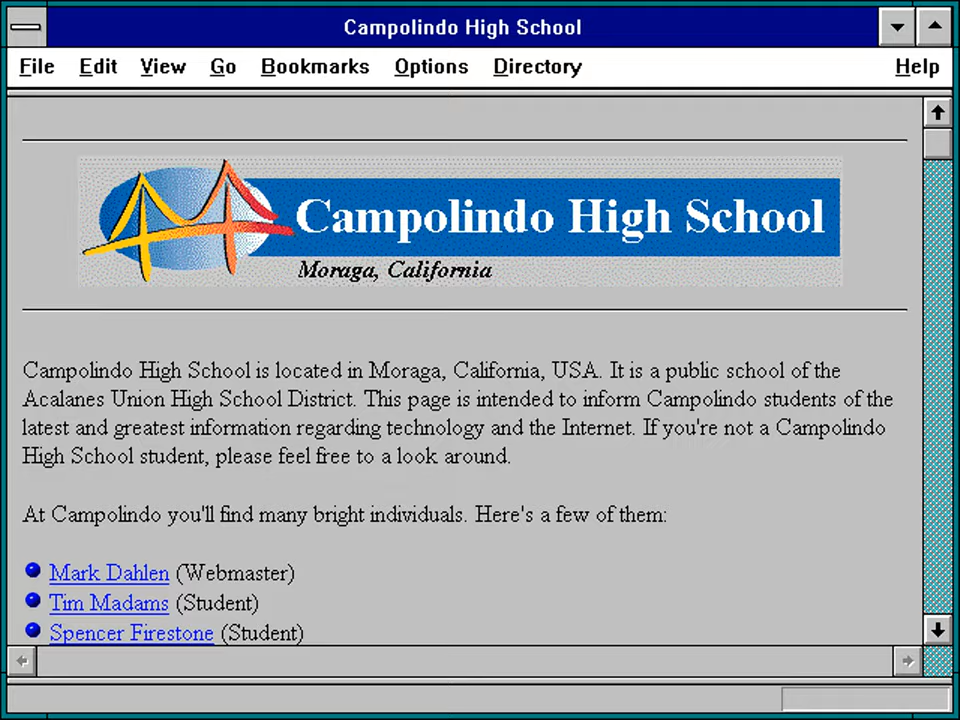 Campolindo High School
File Edit View Go Bookmarks Options Directory Help
Campolindo High School
Moraga, California
Campolindo High School is located in Moraga, California, USA. It is a public school of the
Acalanes Union High School District. This page is intended to inform Campolindo students of the
latest and greatest information regarding technology and the Internet. If you're not a Campolindo
High School student, please feel free to a look around.
At Campolindo you'll find many bright individuals. Here's a few of them:
Mark Dahlen (Webmaster)
Tim Madams (Student)
Spencer Firestone (Student)